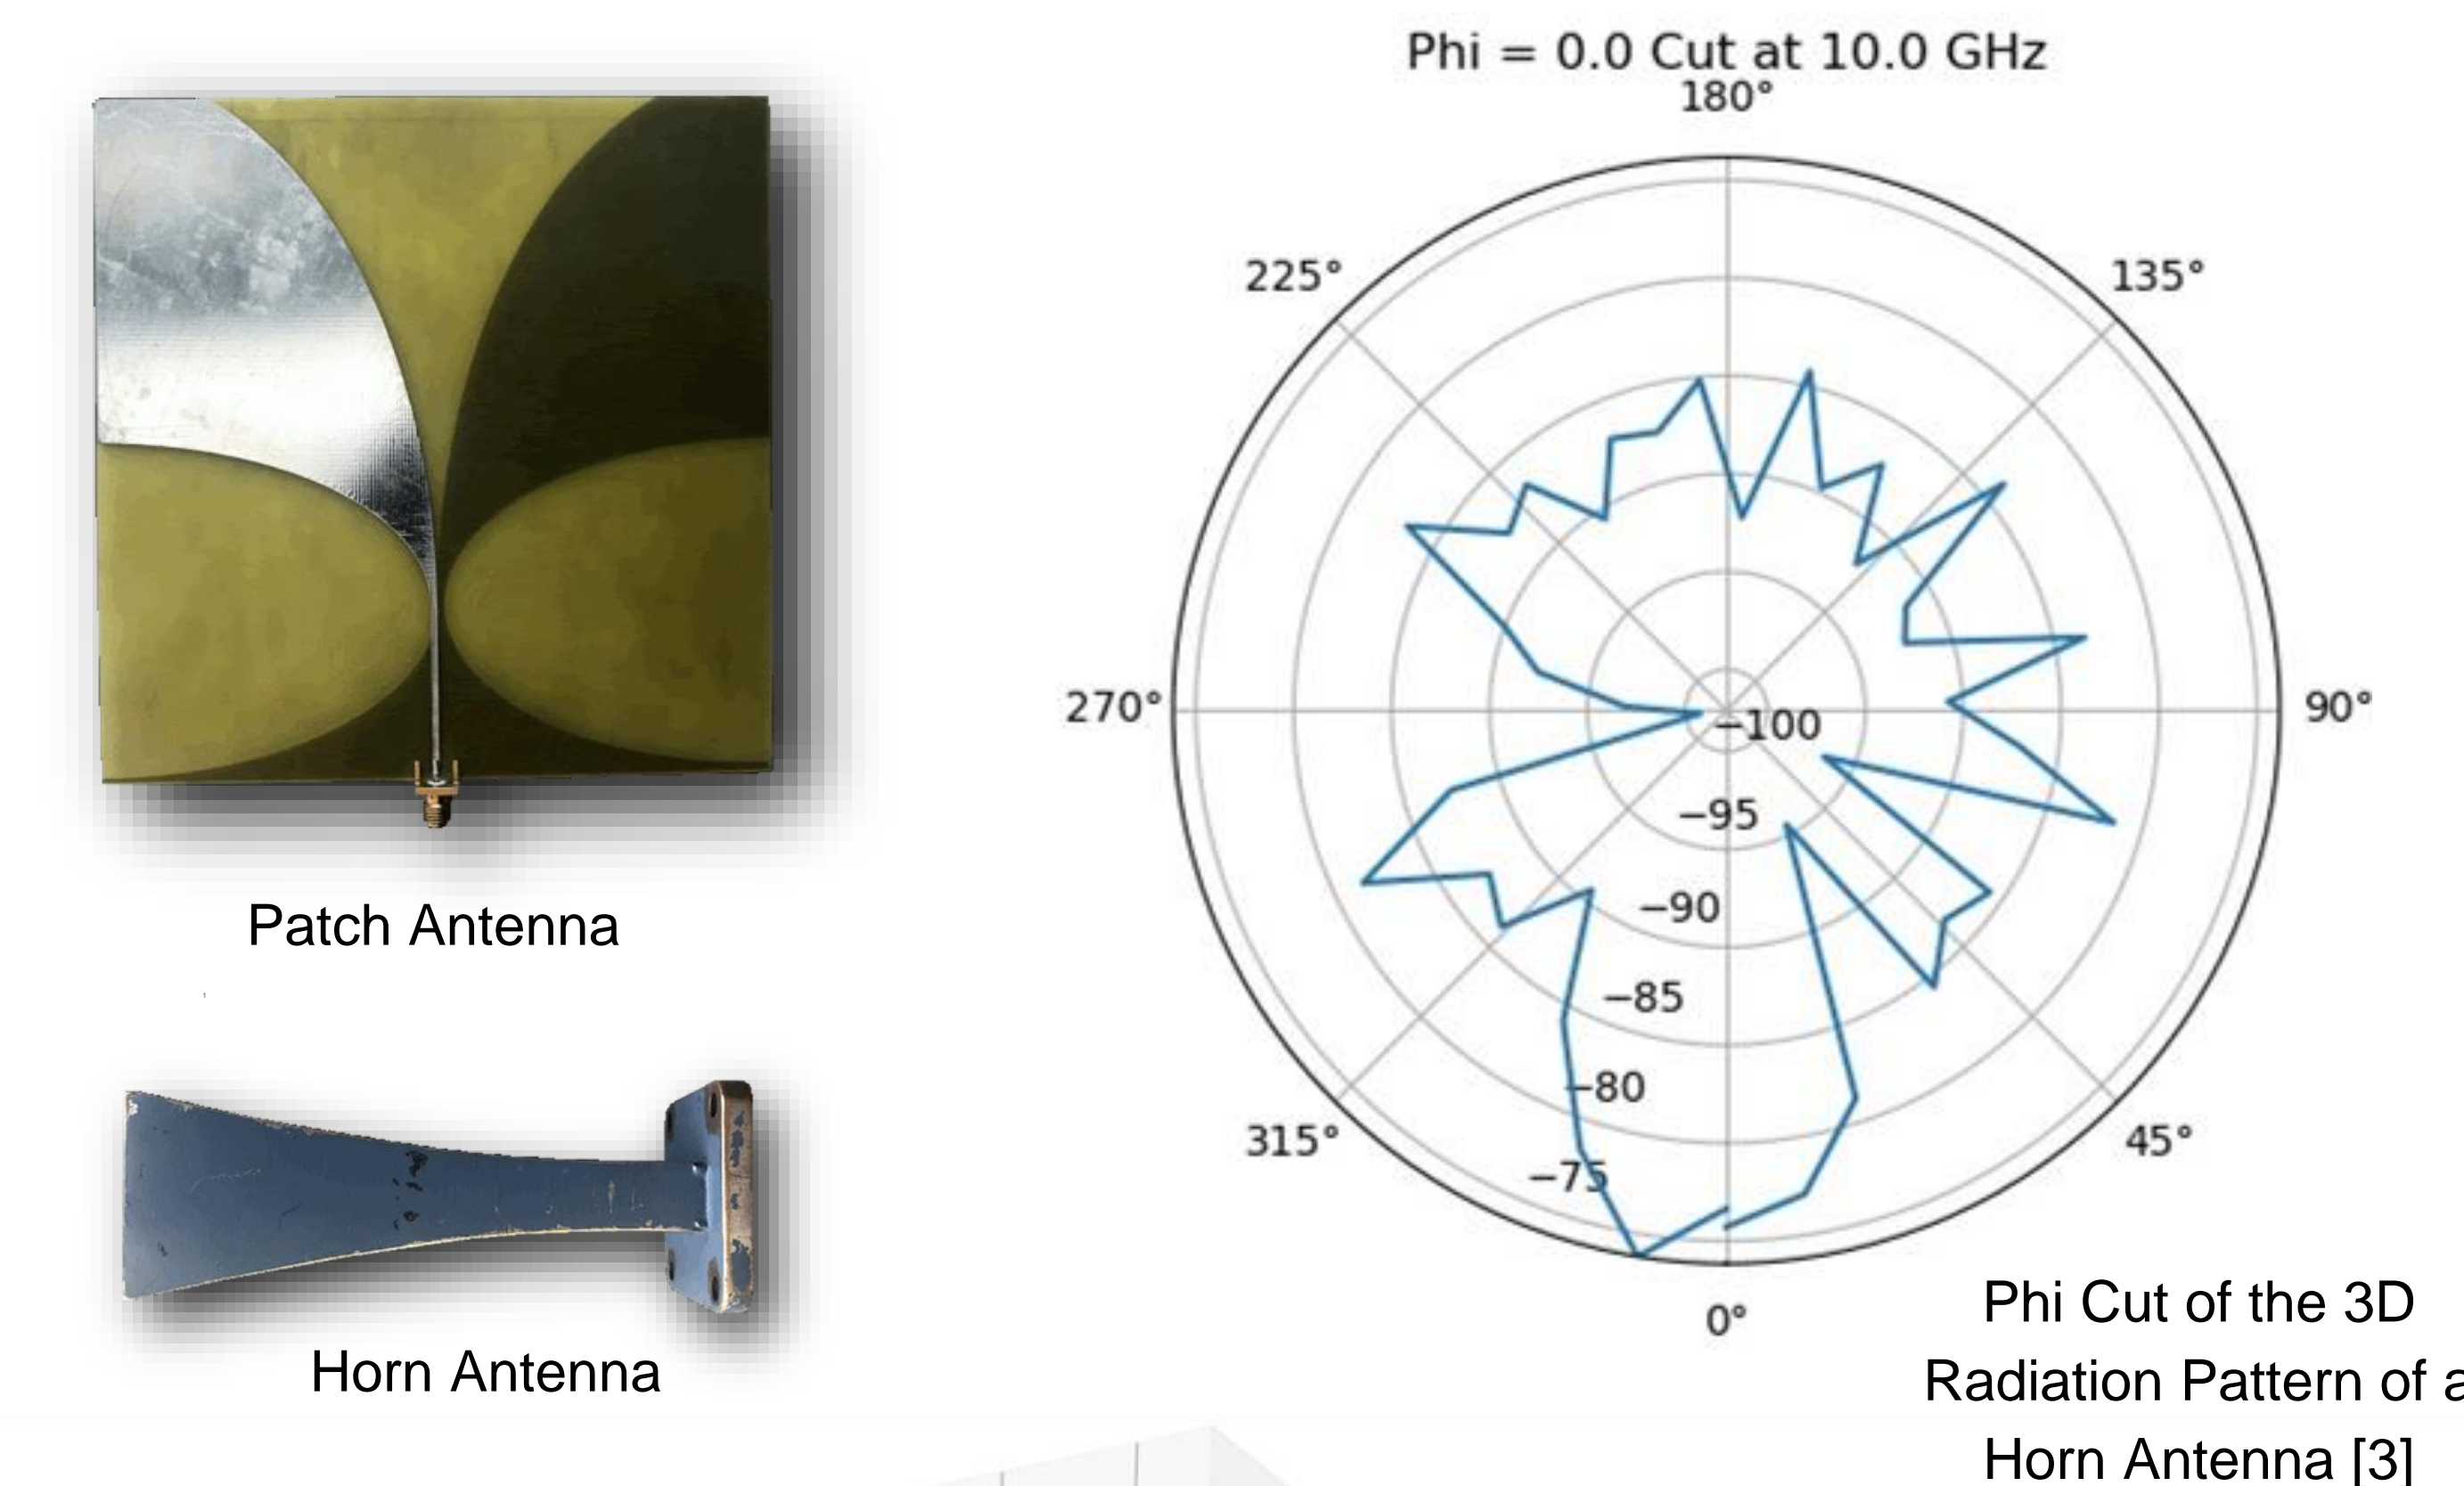 Phi = 0.0 Cut at 10.0 GHz
180°
225°
135°
270°
90°
−100
−95
−90
−85
−80
−75
315°
45°
0°
Patch Antenna
Horn Antenna
Phi Cut of the 3D
Radiation Pattern of a
Horn Antenna [3]